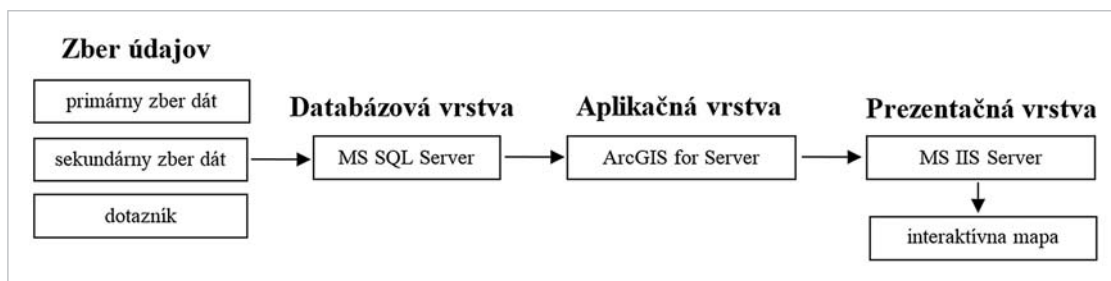 Zber údajov
primárny zber dát
sekundárny zber dát
dotazník
Databázová vrstva
MS SQL Server
Aplikačná vrstva
ArcGIS for Server
Prezentačná vrstva
MS IIS Server
interaktívna mapa